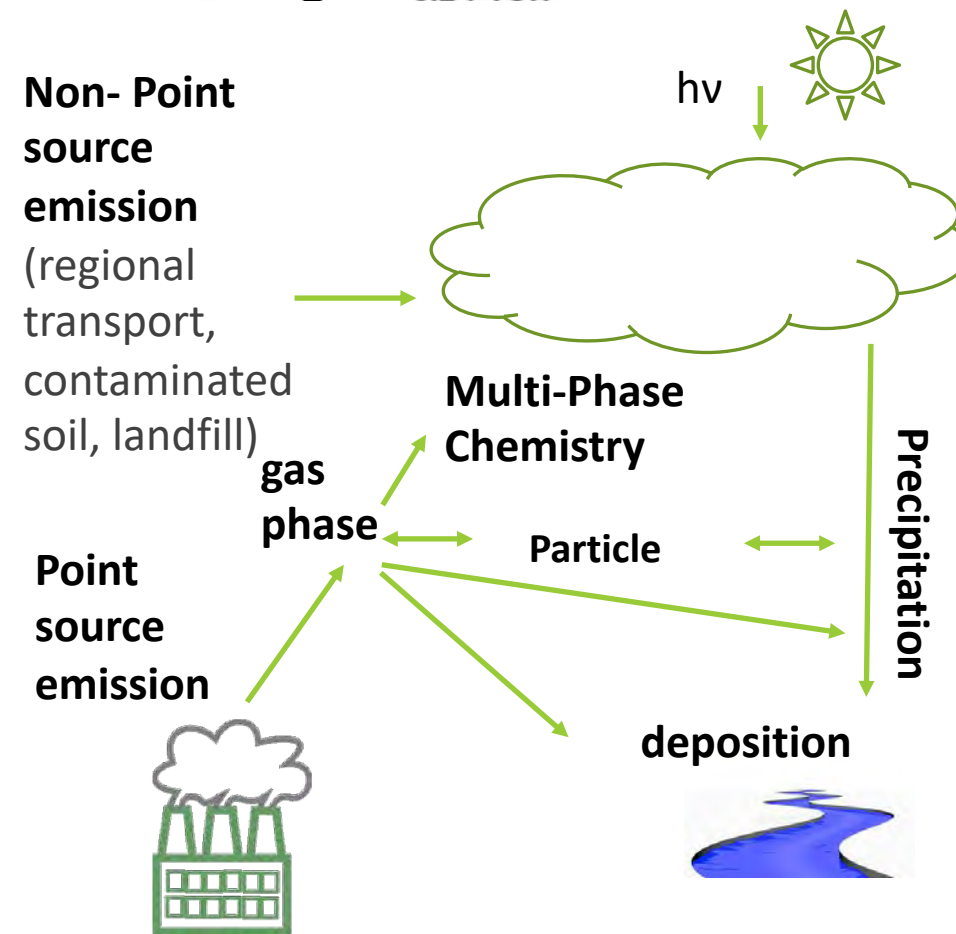 Non- Point
source
emission
(regional
transport,
contaminated
soil, landfill)
hν
Multi-Phase
Chemistry
gas
phase
Particle
Precipitation
Point
source
emission
deposition